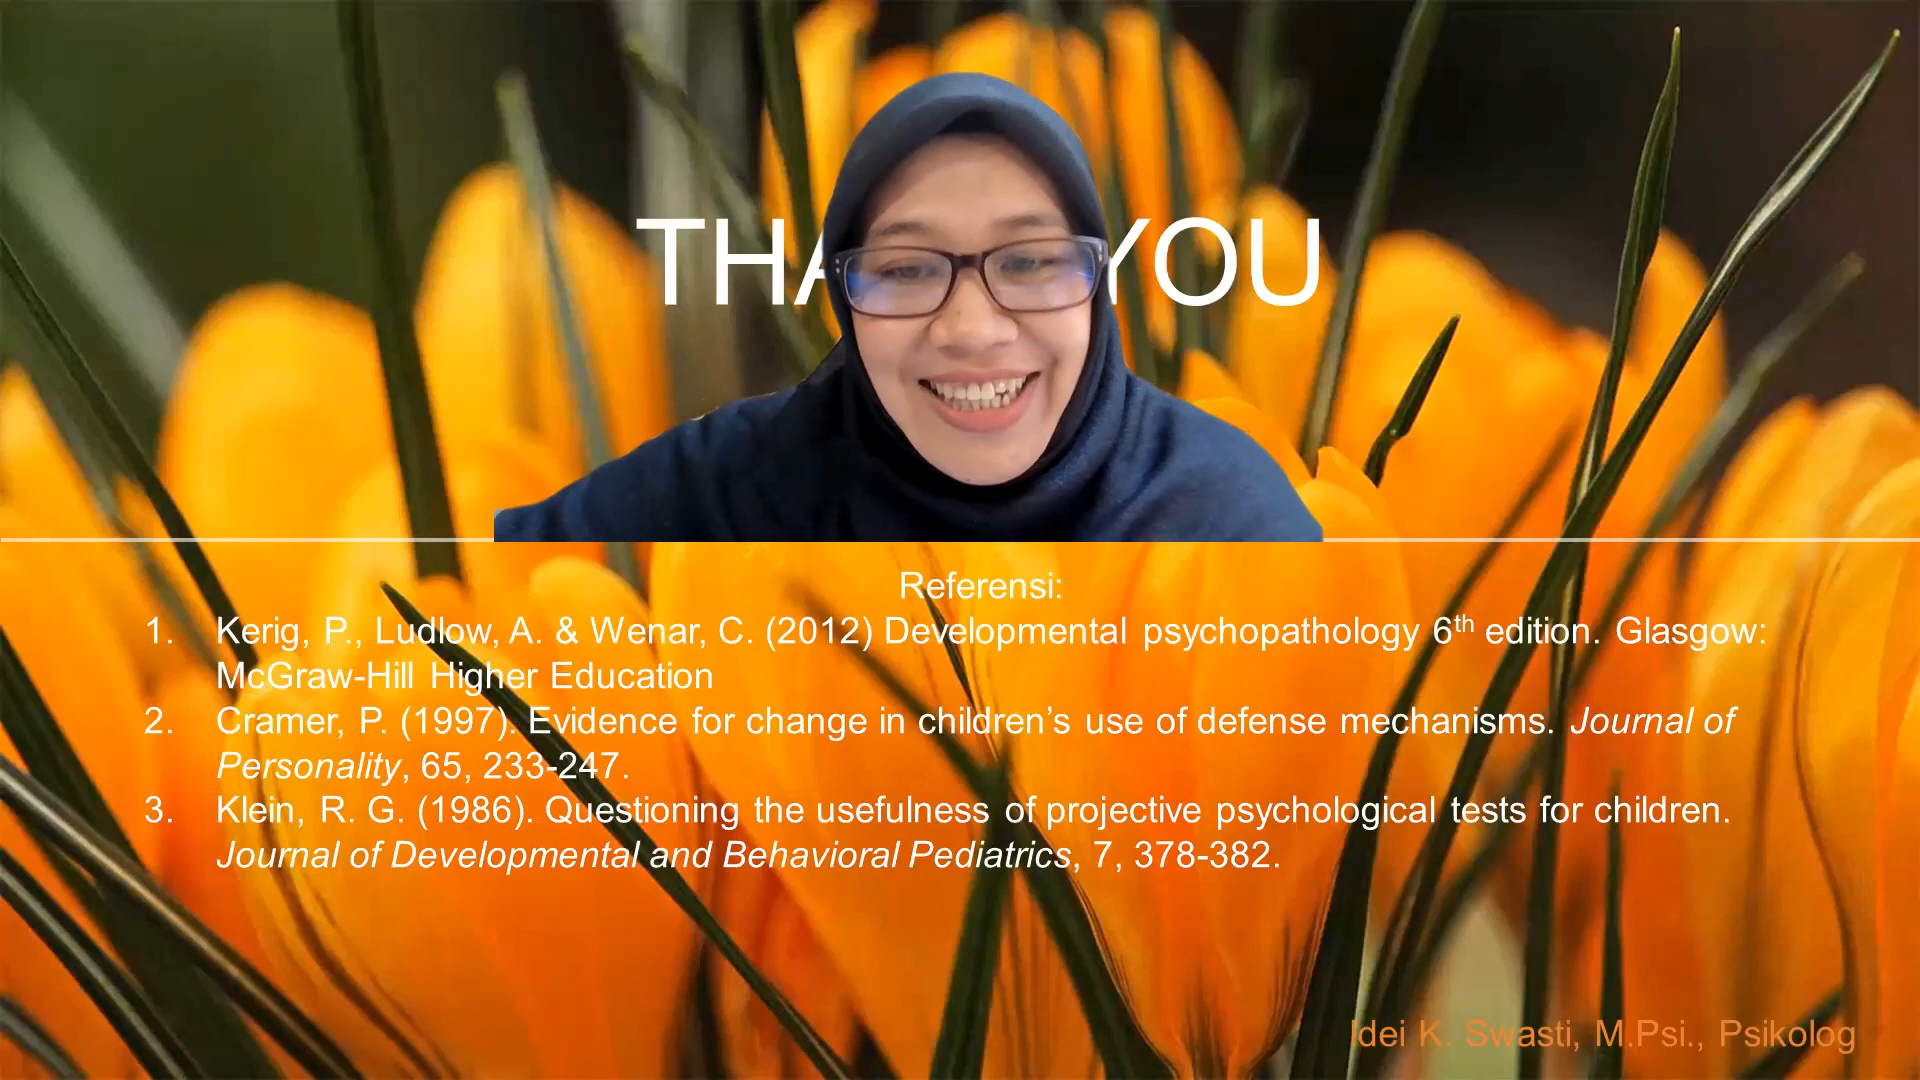 THA YOU
Referensi:
1. Kerig, P., Ludlow, A. & Wenar, C. (2012) Developmental psychopathology 6th edition. Glasgow:
McGraw-Hill Higher Education
2. Cramer, P. (1997). Evidence for change in children’s use of defense mechanisms. Journal of
Personality, 65, 233-247.
3. Klein, R. G. (1986). Questioning the usefulness of projective psychological tests for children.
Journal of Developmental and Behavioral Pediatrics, 7, 378-382.
Idei K. Swasti, M.Psi., Psikolog